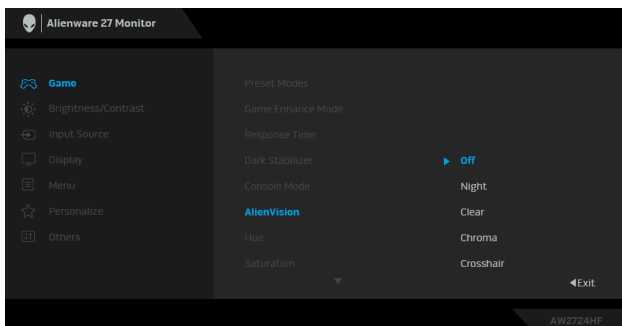 Alienware 27 Monitor
Game
Preset Modes
Brightness/Contrast
Game Enhance Mode
Input Source
Response Time
Display
Dark Stabilizer
Off
Menu
Console Mode
Night
Personalize
AlienVision
Clear
Others
Hue
Chroma
Saturation
Crosshair
Exit
AW2724HF